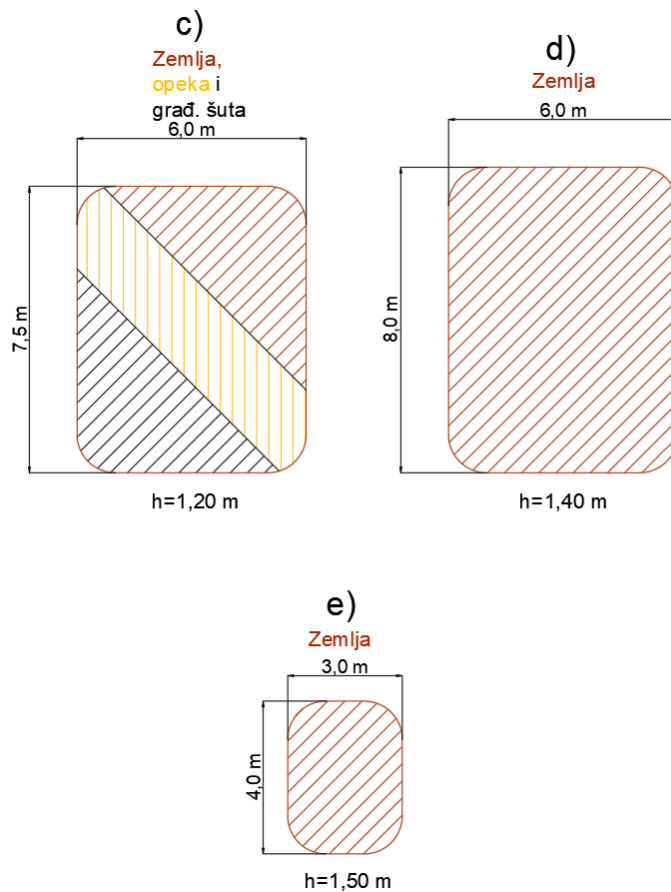 c)
Zemlja,
opeka i
građ. šuta
6,0 m
7,5 m
h=1,20 m
d)
Zemlja
6,0 m
8,0 m
h=1,40 m
e)
Zemlja
3,0 m
4,0 m
h=1,50 m